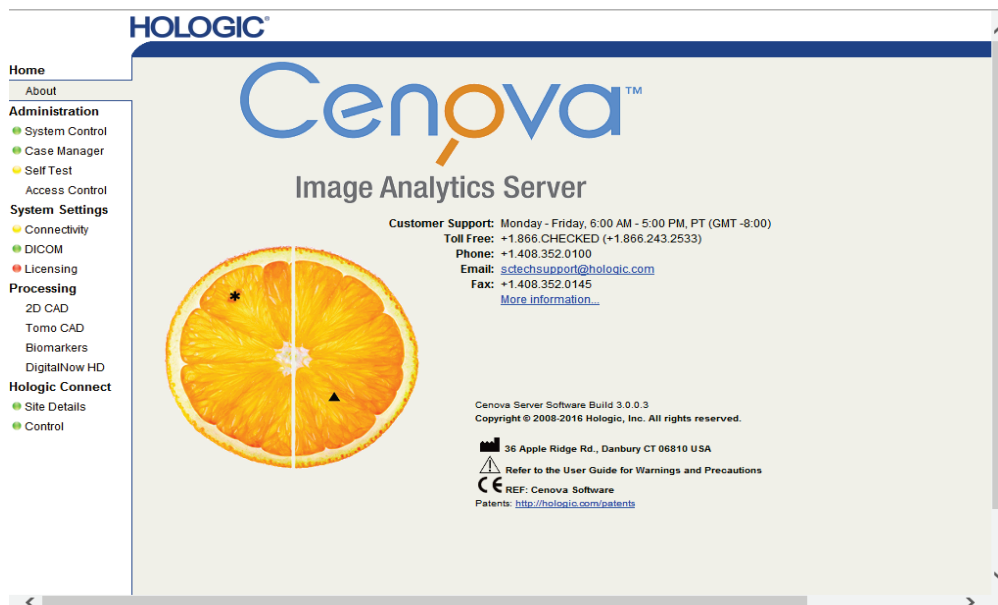 HOLOGIC®
Home
About
Administration
System Control
Case Manager
Self Test
Access Control
System Settings
Connectivity
DICOM
Licensing
Processing
2D CAD
Tomo CAD
Biomarkers
DigitalNow HD
Hologic Connect
Site Details
Control
Cenova™
Image Analytics Server
Customer Support: Monday - Friday, 6:00 AM - 5:00 PM, PT (GMT -8:00)
Toll Free: +1.866.CHECKED (+1.866.243.2533)
Phone: +1.408.352.0100
Email: sctechsupport@hologic.com
Fax: +1.408.352.0145
More information...
Cenova Server Software Build 3.0.0.3
Copyright © 2008-2016 Hologic, Inc. All rights reserved.
36 Apple Ridge Rd., Danbury CT 06810 USA
Refer to the User Guide for Warnings and Precautions
CE REF: Cenova Software
Patents: http://hologic.com/patents